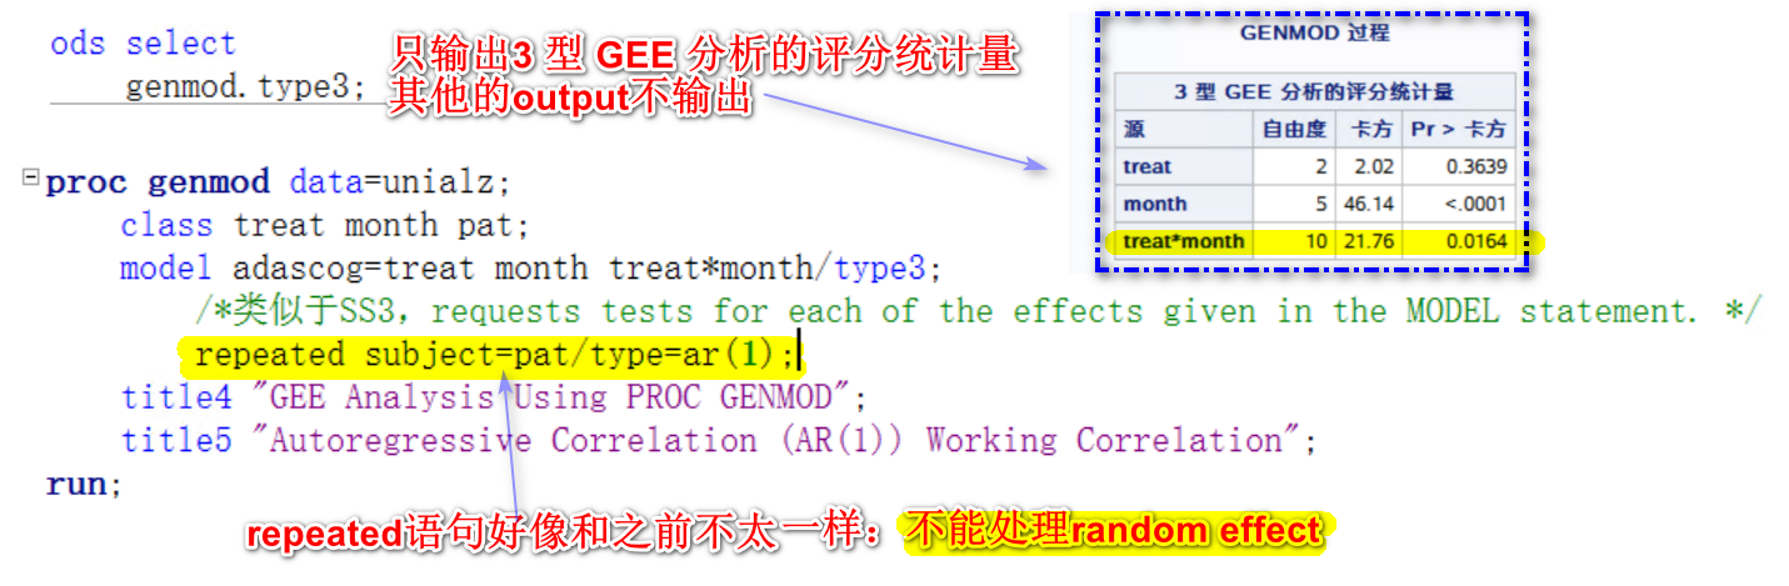 ods select
genmod.type3;
只输出3 型 GEE 分析的评分统计量
其他的output不输出
GENMOD 过程
3 型 GEE 分析的评分统计量
源 自由度 卡方 Pr > 卡方
treat 2 2.02 0.3639
month 5 46.14 <.0001
treat*month 10 21.76 0.0164
proc genmod data=unialz;
class treat month pat;
model adascog=treat month treat*month/type3;
/*类似于SS3，requests tests for each of the effects given in the MODEL statement. */
repeated subject=pat/type=ar(1);
title4 "GEE Analysis Using PROC GENMOD";
title5 "Autoregressive Correlation (AR(1)) Working Correlation";
run;
repeated语句好像和之前不太一样：不能处理random effect